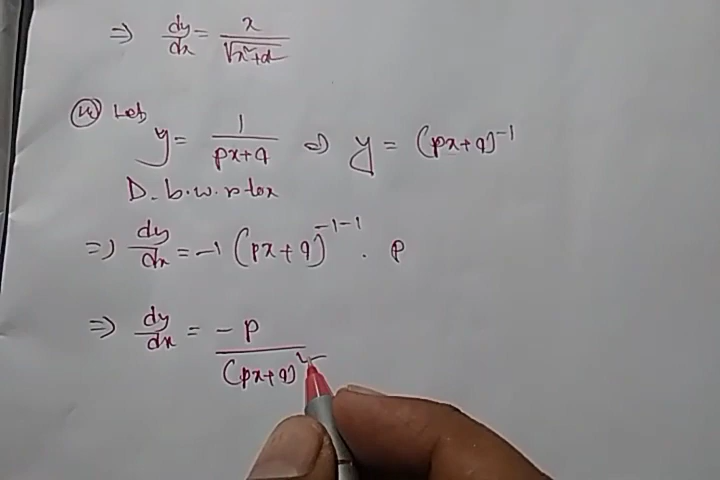 ⇒ dy/dx = x/√(x²+a²)
Let
y = 1/(px+q) ⇒ y = (px+q)⁻¹
D. b. w. r. to x
⇒ dy/dx = -1 (px+q)⁻¹⁻¹ . p
⇒ dy/dx = -p/(px+q)²